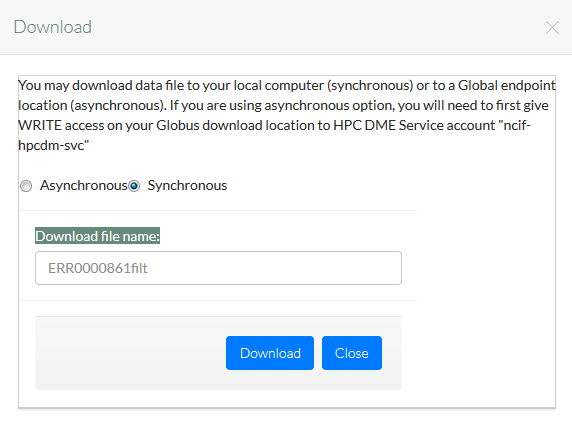 Download
You may download data file to your local computer (synchronous) or to a Global endpoint
location (asynchronous). If you are using asynchronous option, you will need to first give
WRITE access on your Globus download location to HPC DME Service account "ncif-
hpcdm-svc"
Asynchronous Synchronous
Download file name:
ERR0000861filt
Download Close